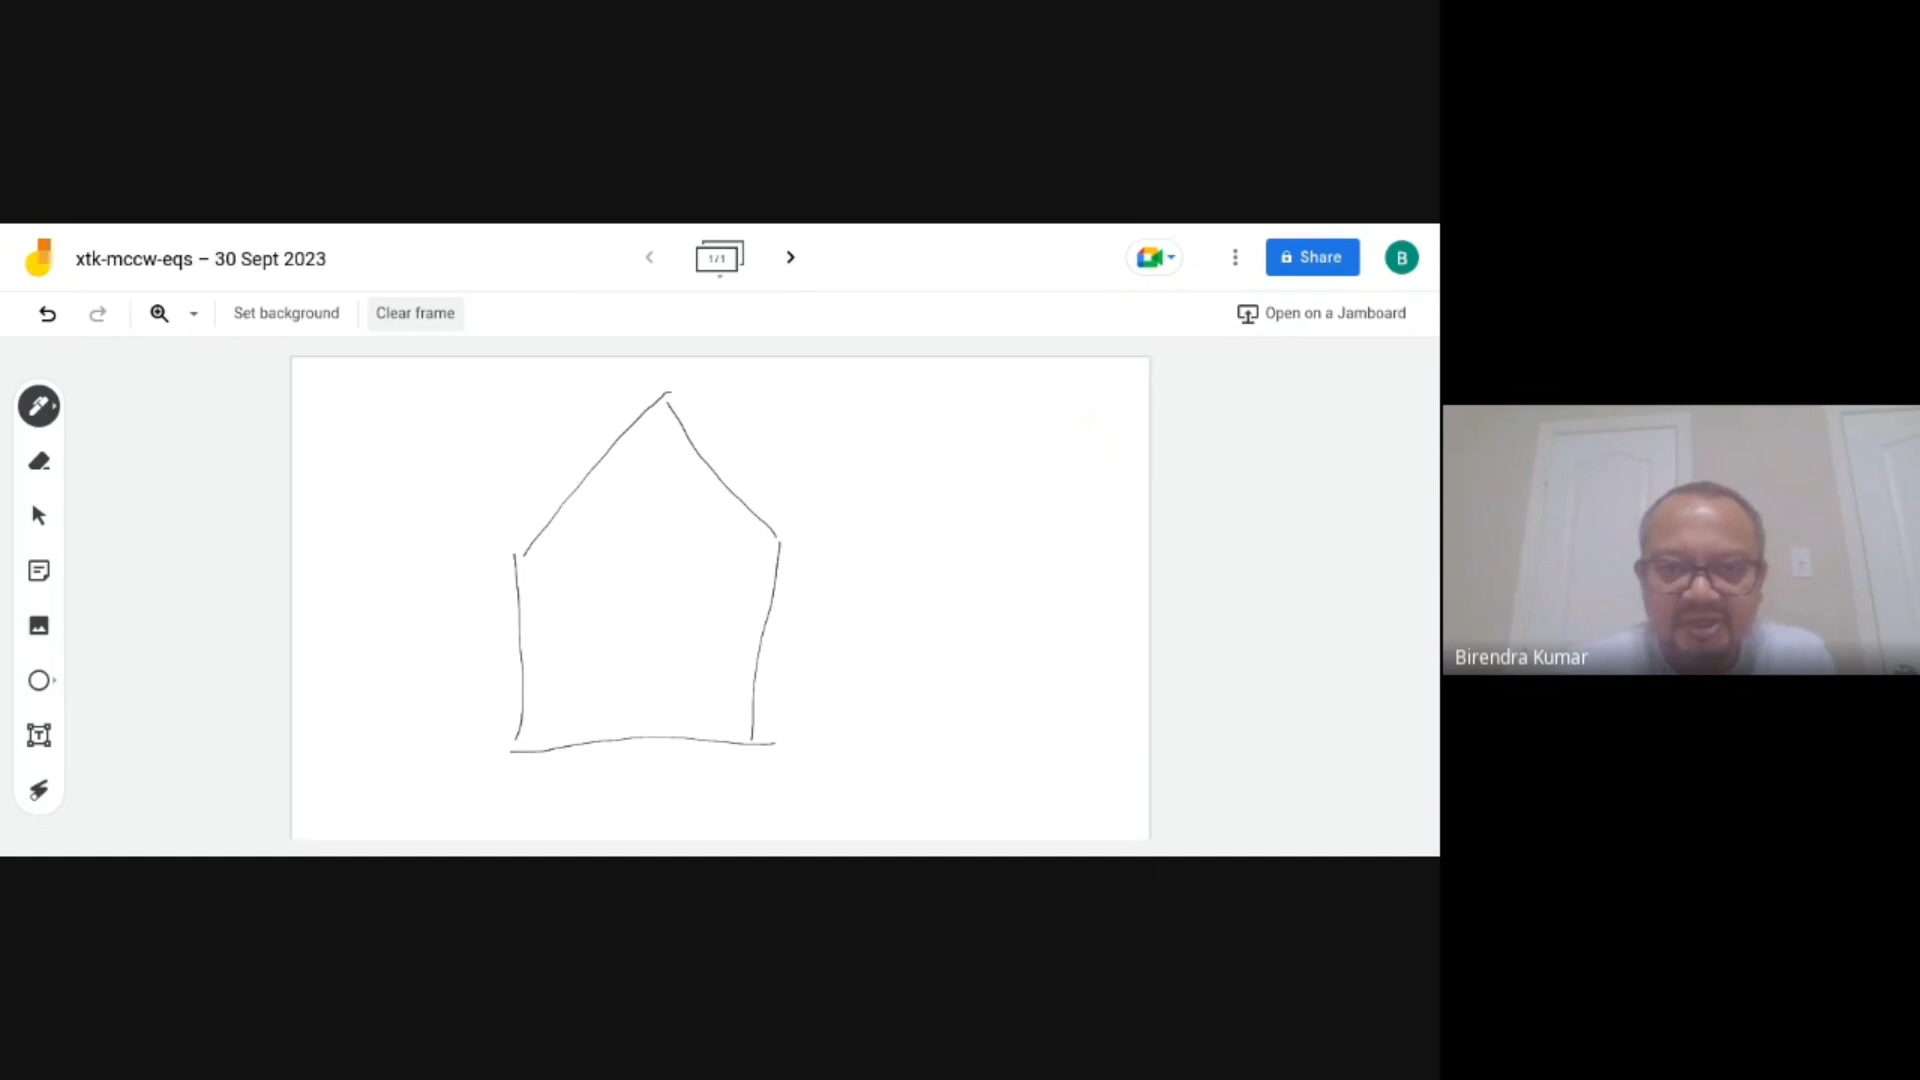 xtk-mccw-eqs – 30 Sept 2023
1/1
Share
B
Set background
Clear frame
Open on a Jamboard
T
Birendra Kumar